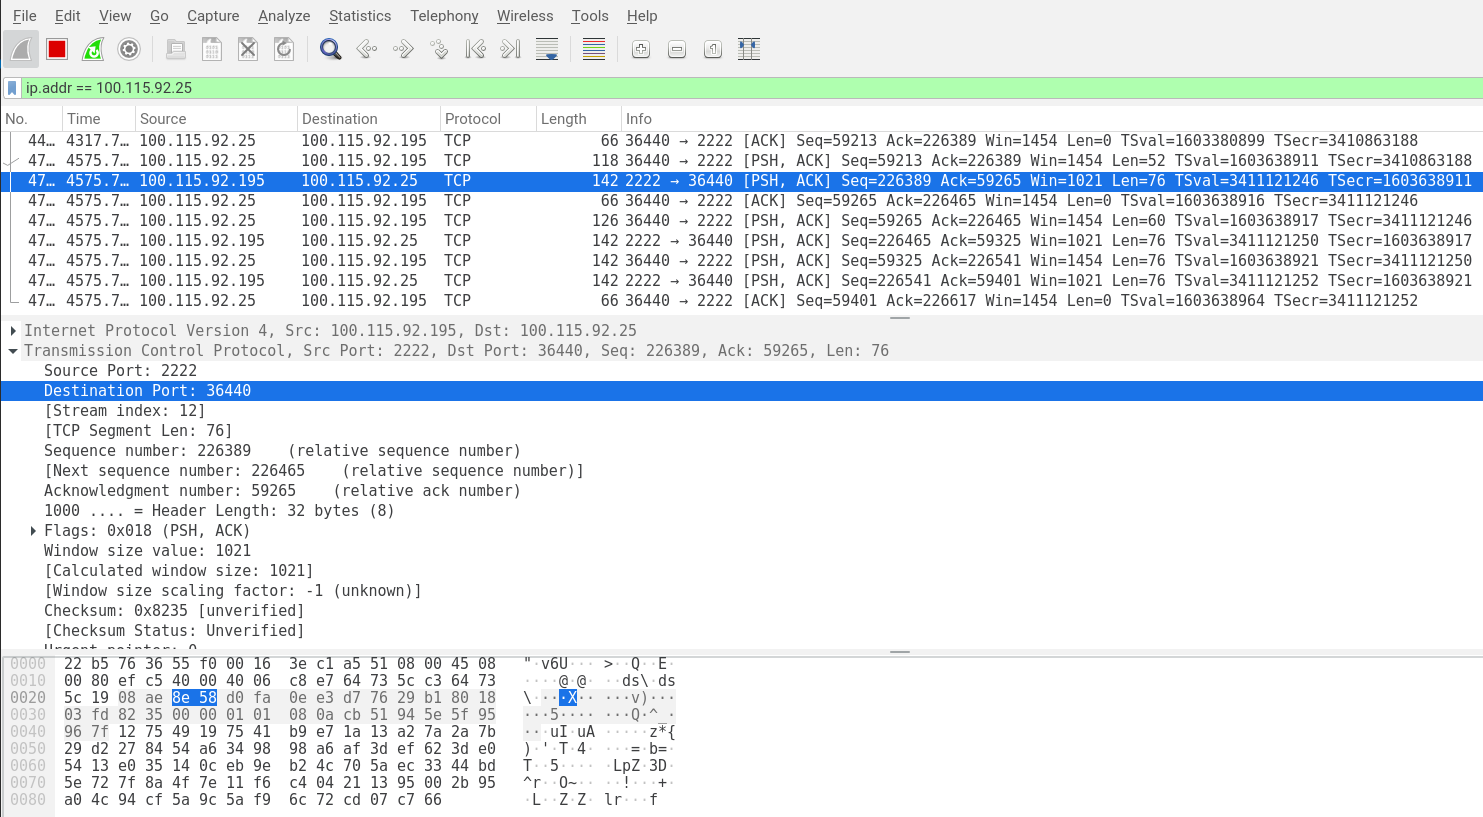 File Edit View Go Capture Analyze Statistics Telephony Wireless Tools Help
ip.addr == 100.115.92.25
No. Time Source Destination Protocol Length Info
44… 4317.7… 100.115.92.25 100.115.92.195 TCP 66 36440 → 2222 [ACK] Seq=59213 Ack=226389 Win=1454 Len=0 TSval=1603380899 TSecr=3410863188
47… 4575.7… 100.115.92.25 100.115.92.195 TCP 118 36440 → 2222 [PSH, ACK] Seq=59213 Ack=226389 Win=1454 Len=52 TSval=1603638911 TSecr=3410863188
47… 4575.7… 100.115.92.195 100.115.92.25 TCP 142 2222 → 36440 [PSH, ACK] Seq=226389 Ack=59265 Win=1021 Len=76 TSval=3411121246 TSecr=1603638911
47… 4575.7… 100.115.92.25 100.115.92.195 TCP 66 36440 → 2222 [ACK] Seq=59265 Ack=226465 Win=1454 Len=0 TSval=1603638916 TSecr=3411121246
47… 4575.7… 100.115.92.25 100.115.92.195 TCP 126 36440 → 2222 [PSH, ACK] Seq=59265 Ack=226465 Win=1454 Len=60 TSval=1603638917 TSecr=3411121246
47… 4575.7… 100.115.92.195 100.115.92.25 TCP 142 2222 → 36440 [PSH, ACK] Seq=226465 Ack=59325 Win=1021 Len=76 TSval=3411121250 TSecr=1603638917
47… 4575.7… 100.115.92.25 100.115.92.195 TCP 142 36440 → 2222 [PSH, ACK] Seq=59325 Ack=226541 Win=1454 Len=76 TSval=1603638921 TSecr=3411121250
47… 4575.7… 100.115.92.195 100.115.92.25 TCP 142 2222 → 36440 [PSH, ACK] Seq=226541 Ack=59401 Win=1021 Len=76 TSval=3411121252 TSecr=1603638921
47… 4575.7… 100.115.92.25 100.115.92.195 TCP 66 36440 → 2222 [ACK] Seq=59401 Ack=226617 Win=1454 Len=0 TSval=1603638964 TSecr=3411121252
Internet Protocol Version 4, Src: 100.115.92.195, Dst: 100.115.92.25
Transmission Control Protocol, Src Port: 2222, Dst Port: 36440, Seq: 226389, Ack: 59265, Len: 76
Source Port: 2222
Destination Port: 36440
[Stream index: 12]
[TCP Segment Len: 76]
Sequence number: 226389 (relative sequence number)
[Next sequence number: 226465 (relative sequence number)]
Acknowledgment number: 59265 (relative ack number)
1000 .... = Header Length: 32 bytes (8)
Flags: 0x018 (PSH, ACK)
Window size value: 1021
[Calculated window size: 1021]
[Window size scaling factor: -1 (unknown)]
Checksum: 0x8235 [unverified]
[Checksum Status: Unverified]
Urgent pointer: 0
0000 22 b5 76 36 55 f0 00 16 3e c1 a5 51 08 00 45 08 "·v6U··· >··Q··E·
0010 00 80 ef c5 40 00 40 06 c8 e7 64 73 5c c3 64 73 ····@·@· ··ds\·ds
0020 5c 19 08 ae 8e 58 d0 fa 0e e3 d7 76 29 b1 80 18 \····X·· ···v)···
0030 03 fd 82 35 00 00 01 01 08 0a cb 51 94 5e 5f 95 ···5···· ···Q·^_·
0040 96 7f 12 75 49 19 75 41 b9 e7 1a 13 a2 7a 2a 7b ···uI·uA ·····z*{
0050 29 d2 27 84 54 a6 34 98 98 a6 af 3d ef 62 3d e0 )·'·T·4· ···=·b=·
0060 54 13 e0 35 14 0c eb 9e b2 4c 70 5a ec 33 44 bd T··5···· ·LpZ·3D·
0070 5e 72 7f 8a 4f 7e 11 f6 c4 04 21 13 95 00 2b 95 ^r··O~·· ··!···+·
0080 a0 4c 94 cf 5a 9c 5a f9 6c 72 cd 07 c7 66 ·L··Z·Z· lr···f